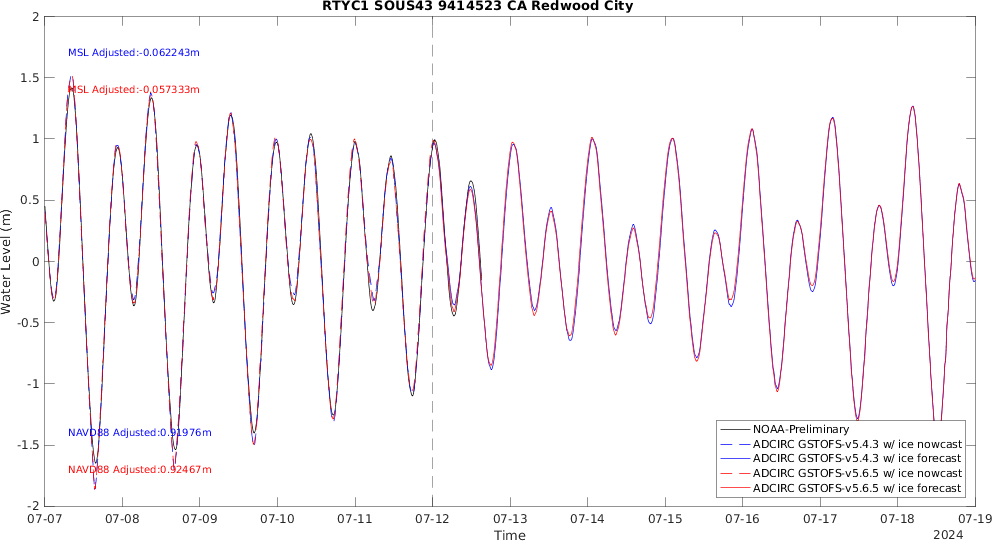 RTYC1 SOUS43 9414523 CA Redwood City
2
1.5
1
0.5
0
-0.5
-1
-1.5
-2
Water Level (m)
MSL Adjusted:-0.062243m
MSL Adjusted:-0.057333m
NAVD88 Adjusted:0.91976m
NAVD88 Adjusted:0.92467m
NOAA-Preliminary
ADCIRC GSTOFS-v5.4.3 w/ ice nowcast
ADCIRC GSTOFS-v5.4.3 w/ ice forecast
ADCIRC GSTOFS-v5.6.5 w/ ice nowcast
ADCIRC GSTOFS-v5.6.5 w/ ice forecast
07-07 07-08 07-09 07-10 07-11 07-12 07-13 07-14 07-15 07-16 07-17 07-18 07-19
Time
2024